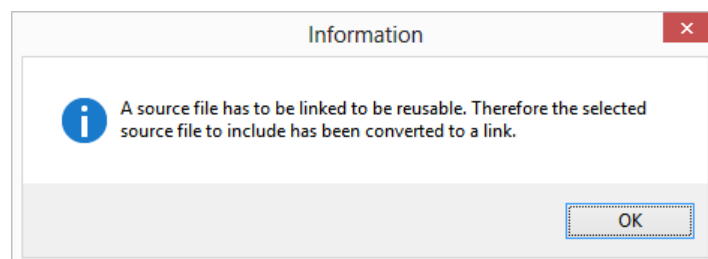 Information
A source file has to be linked to be reusable. Therefore the selected
source file to include has been converted to a link.
OK